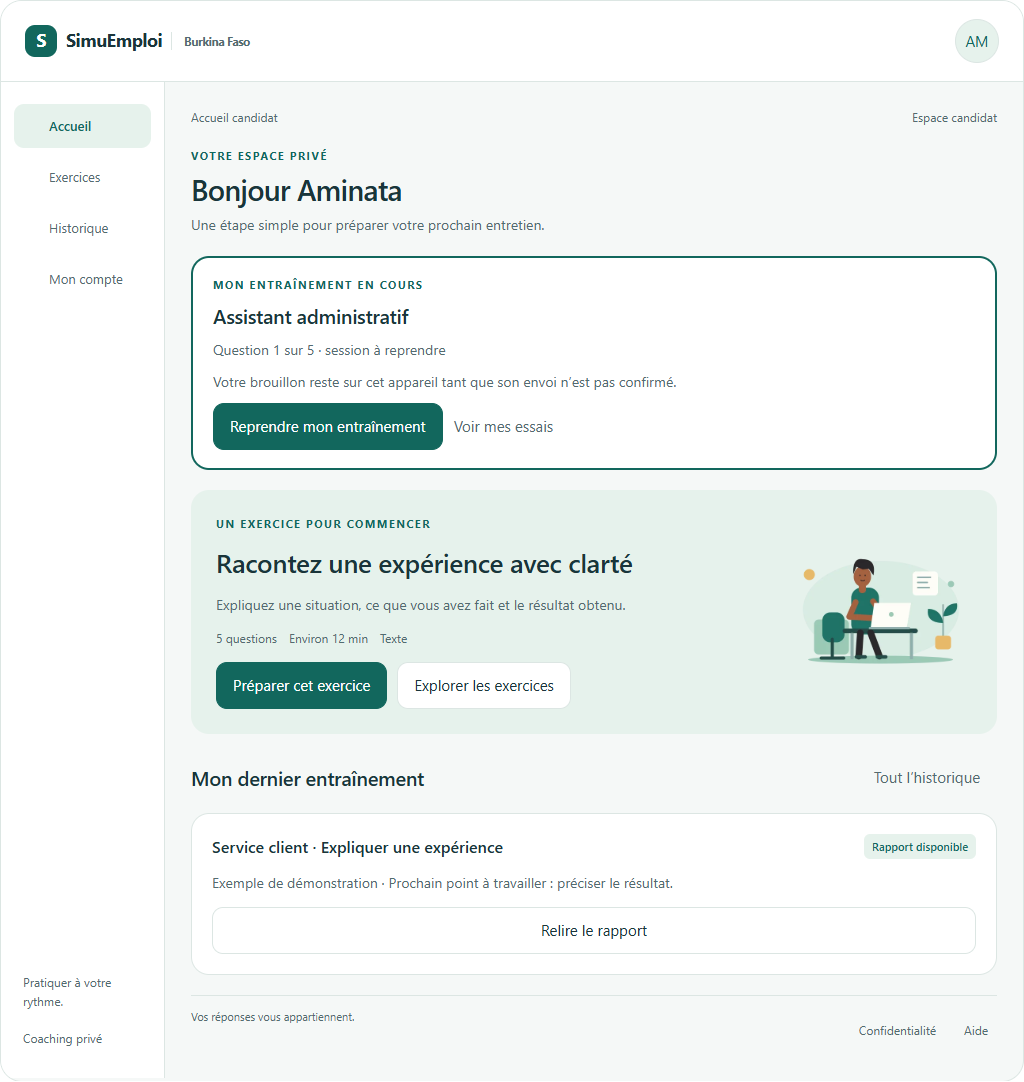 S SimuEmploi Burkina Faso AM
Accueil
Exercices
Historique
Mon compte
Pratiquer à votre
rythme.
Coaching privé
Accueil candidat Espace candidat
VOTRE ESPACE PRIVÉ
Bonjour Aminata
Une étape simple pour préparer votre prochain entretien.
MON ENTRAÎNEMENT EN COURS
Assistant administratif
Question 1 sur 5 · session à reprendre
Votre brouillon reste sur cet appareil tant que son envoi n’est pas confirmé.
Reprendre mon entraînement Voir mes essais
UN EXERCICE POUR COMMENCER
Racontez une expérience avec clarté
Expliquez une situation, ce que vous avez fait et le résultat obtenu.
5 questions Environ 12 min Texte
Préparer cet exercice Explorer les exercices
Mon dernier entraînement Tout l’historique
Service client · Expliquer une expérience Rapport disponible
Exemple de démonstration · Prochain point à travailler : préciser le résultat.
Relire le rapport
Vos réponses vous appartiennent.
Confidentialité Aide